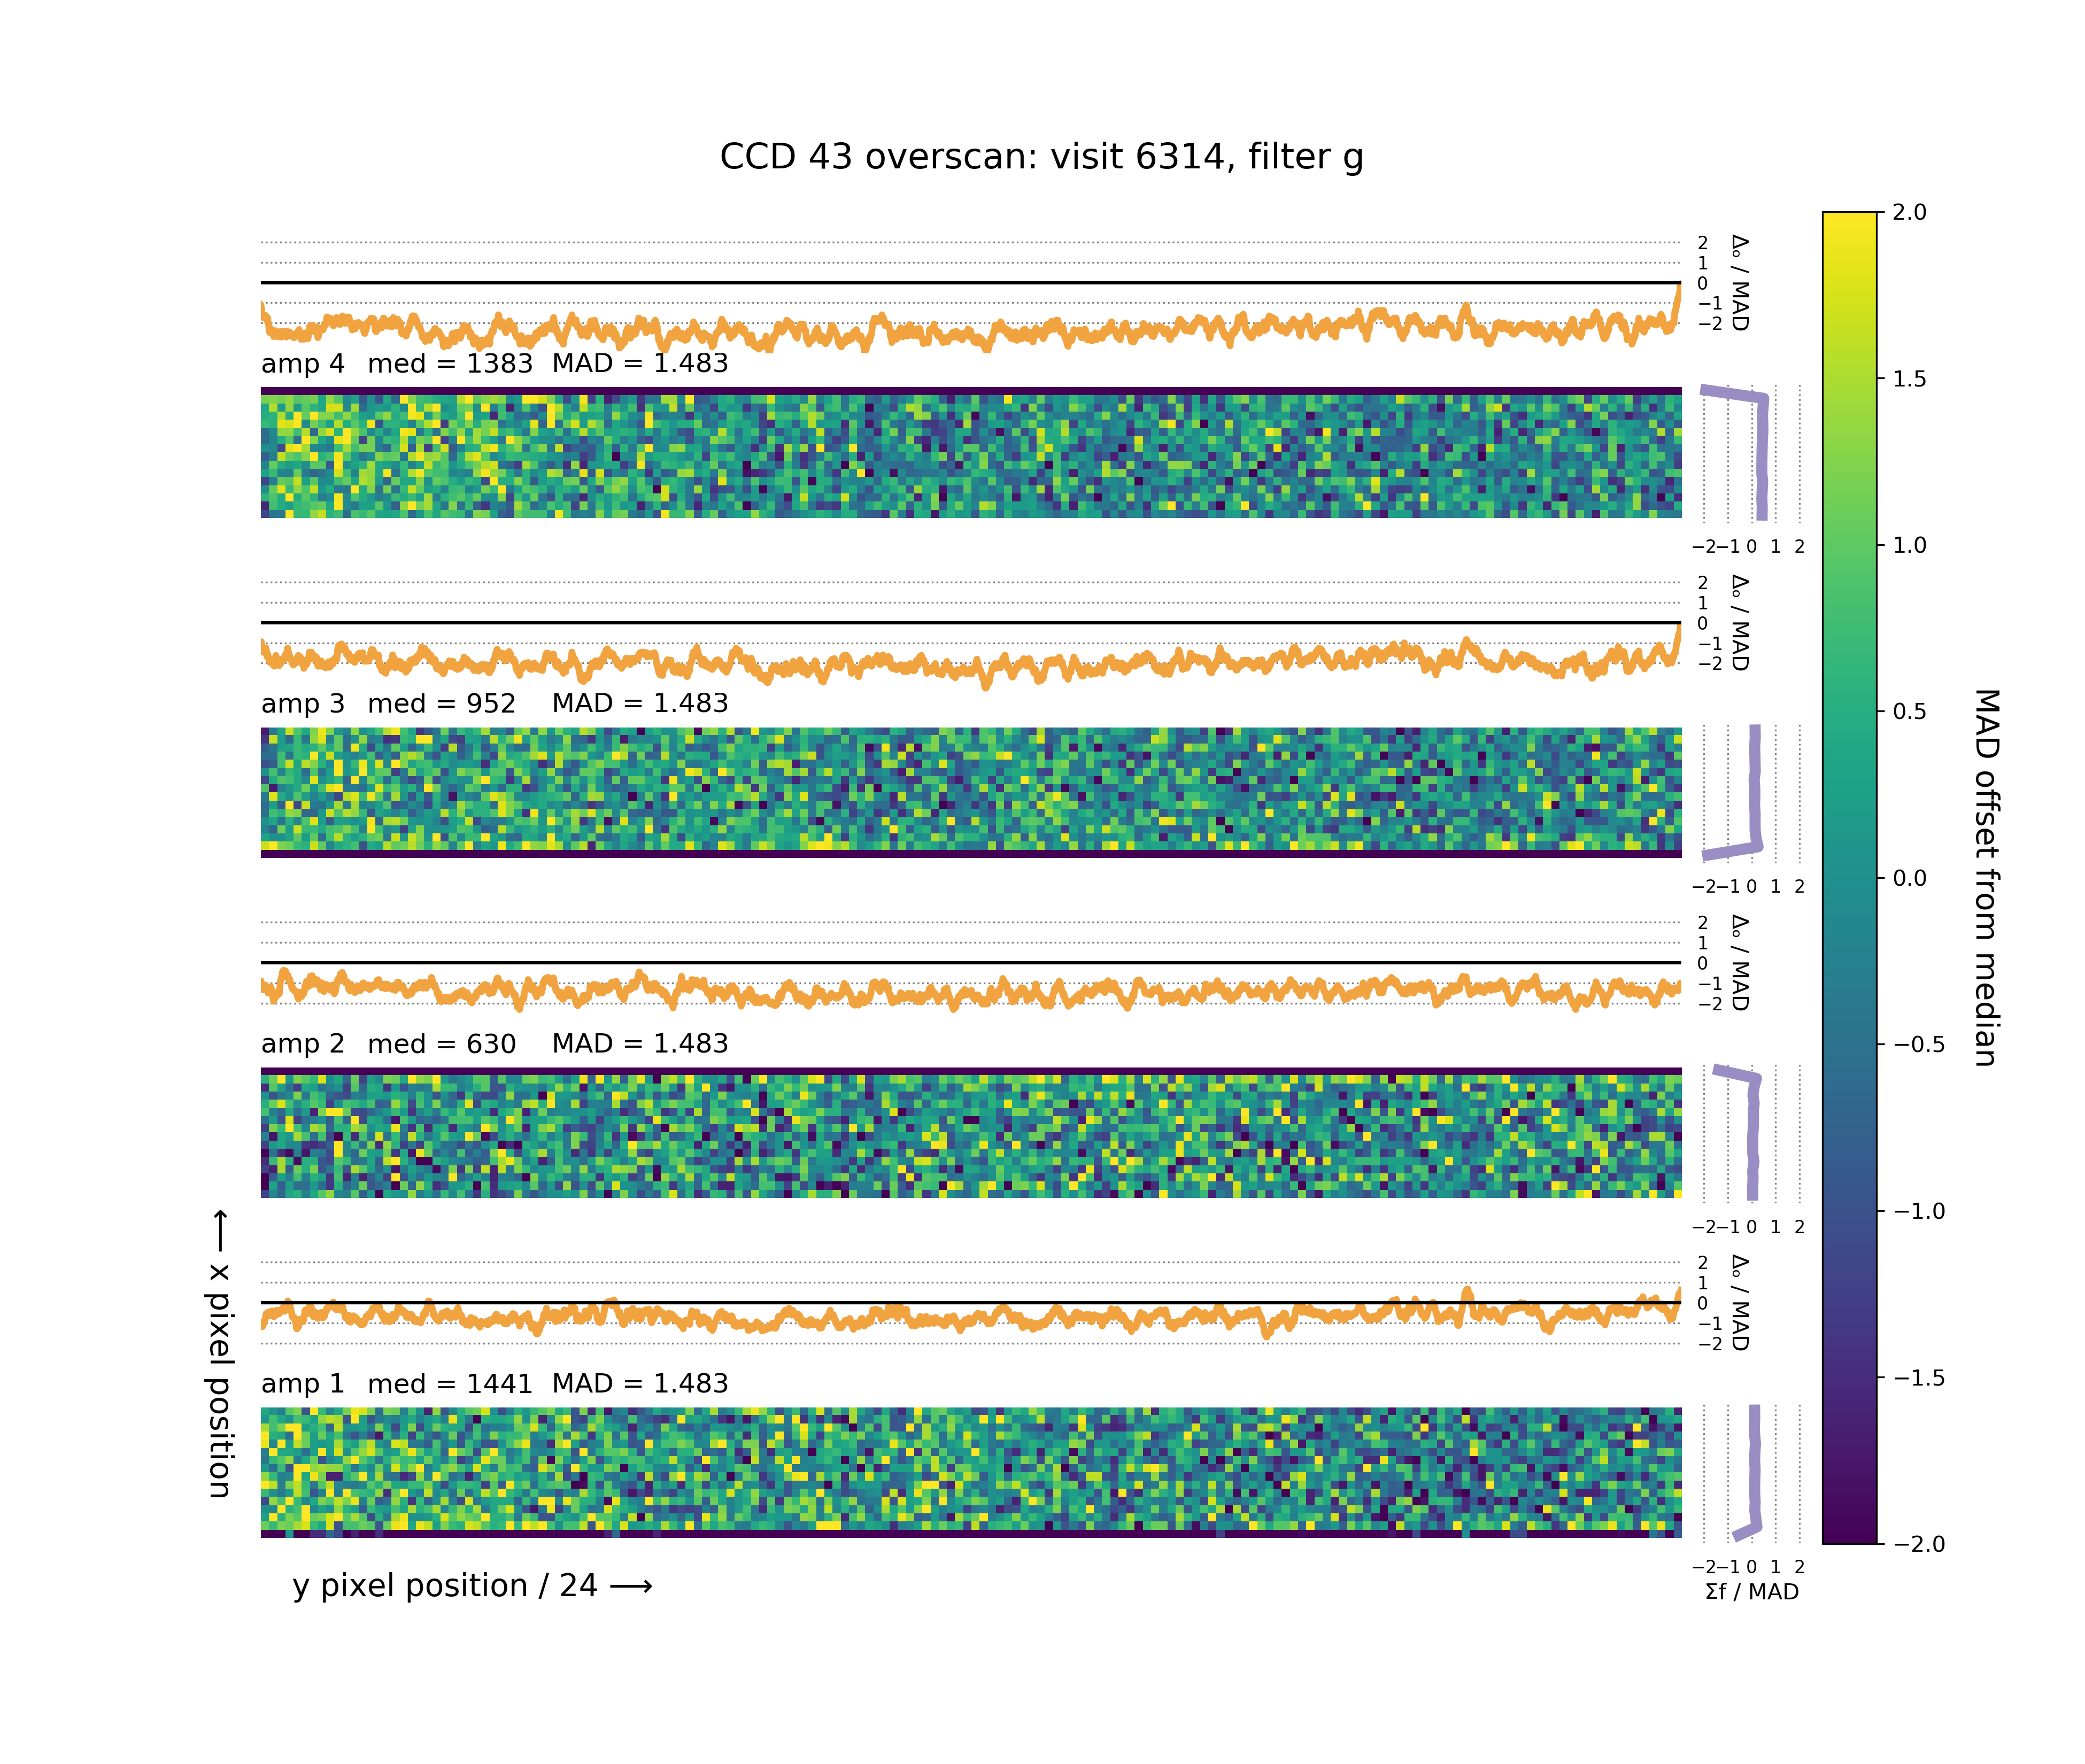 CCD 43 overscan: visit 6314, filter g
2
1
0
−1
−2
Δₒ / MAD
amp 4 med = 1383 MAD = 1.483
−2 −1 0 1 2
2
1
0
−1
−2
Δₒ / MAD
amp 3 med = 952 MAD = 1.483
−2 −1 0 1 2
2
1
0
−1
−2
Δₒ / MAD
amp 2 med = 630 MAD = 1.483
−2 −1 0 1 2
2
1
0
−1
−2
Δₒ / MAD
amp 1 med = 1441 MAD = 1.483
−2 −1 0 1 2
Σf / MAD
y pixel position / 24 ⟶
⟵ x pixel position
2.0
1.5
1.0
0.5
0.0
−0.5
−1.0
−1.5
−2.0
MAD offset from median